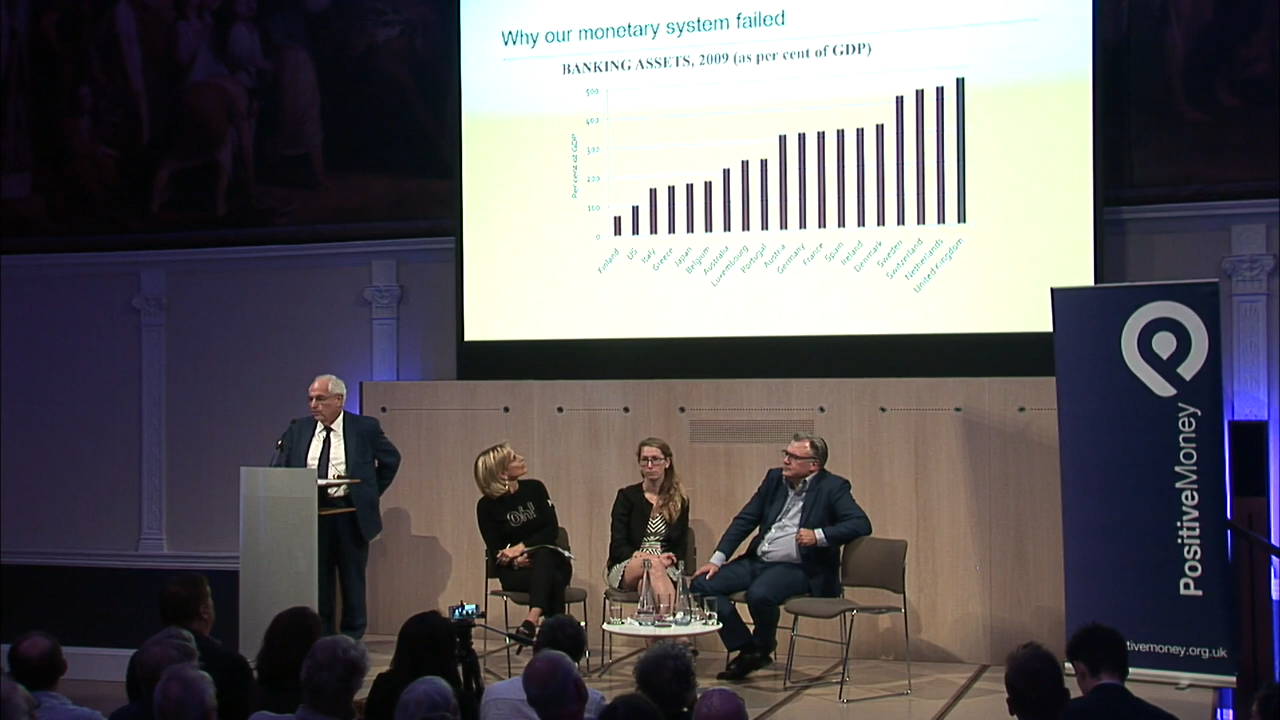 Why our monetary system failed
BANKING ASSETS, 2009 (as per cent of GDP)
Per cent of GDP
500
400
300
200
100
0
Finland
US
Italy
Greece
Japan
Belgium
Australia
Luxembourg
Portugal
Austria
Germany
France
Spain
Ireland
Denmark
Sweden
Switzerland
Netherlands
United Kingdom
Oh!
PositiveMoney
tivemoney.org.uk